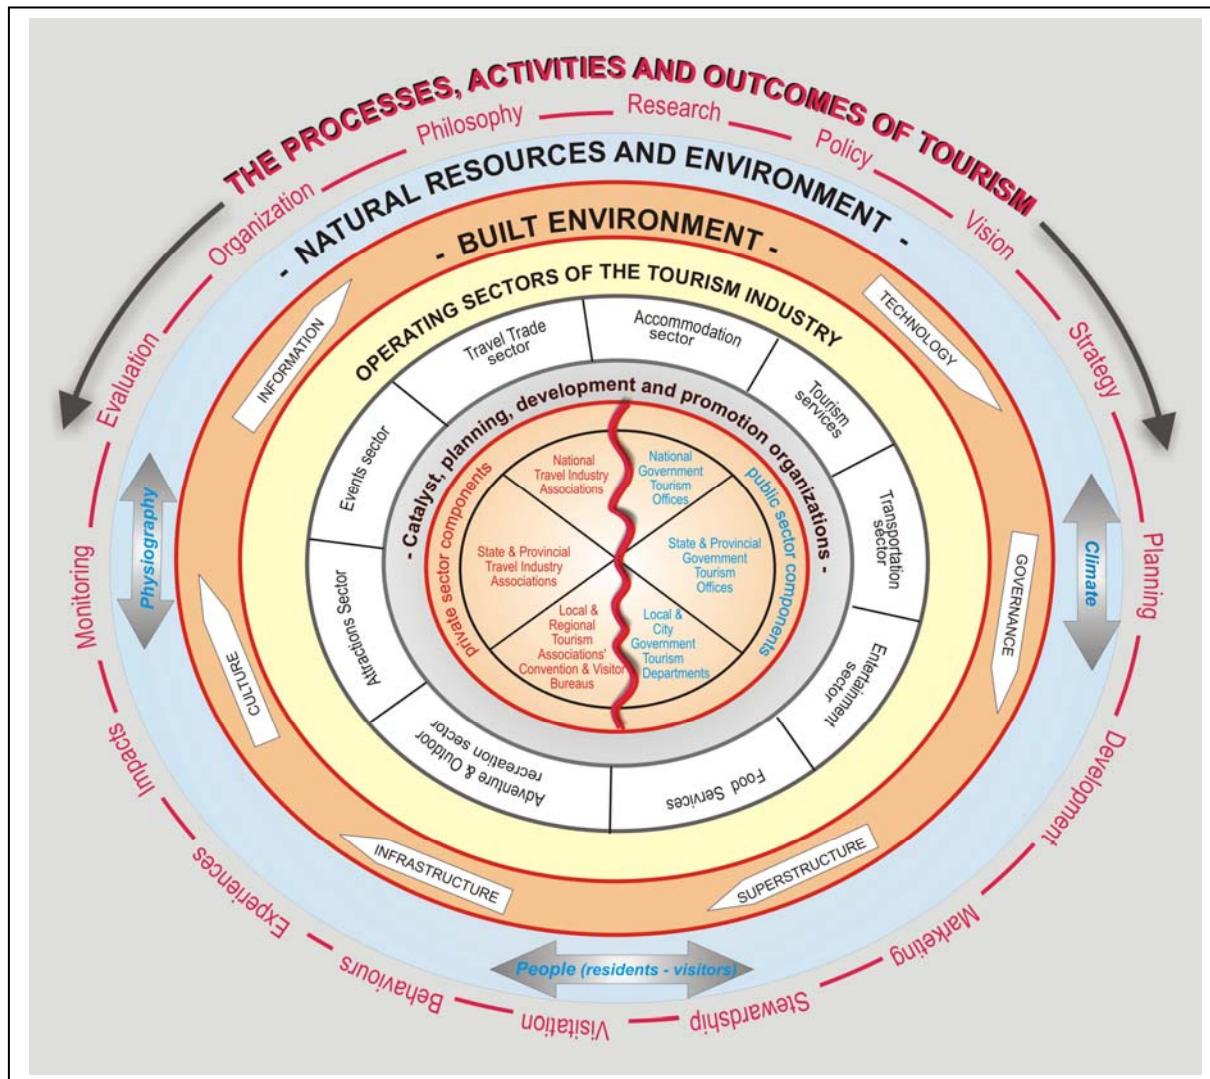 THE PROCESSES, ACTIVITIES AND OUTCOMES OF TOURISM
Philosophy
Research
Policy
Vision
Strategy
Planning
Development
Marketing
Stewardship
Visitation
Behaviours
Experiences
Impacts
Monitoring
Evaluation
Organization
- NATURAL RESOURCES AND ENVIRONMENT -
Physiography
Climate
People (residents - visitors)
- BUILT ENVIRONMENT -
INFORMATION
TECHNOLOGY
GOVERNANCE
SUPERSTRUCTURE
INFRASTRUCTURE
CULTURE
OPERATING SECTORS OF THE TOURISM INDUSTRY
Travel Trade
sector
Accommodation
sector
Tourism
services
Transportation
sector
Entertainment
sector
Food Services
Adventure & Outdoor
recreation sector
Attractions Sector
Events sector
- Catalyst, planning, development and promotion organizations -
private sector components
public sector components
National
Travel Industry
Associations
National
Government
Tourism
Offices
State & Provincial
Travel Industry
Associations
State & Provincial
Government
Tourism
Offices
Local &
Regional
Tourism
Associations'
Convention & Visitor
Bureaus
Local &
City
Government
Tourism
Departments